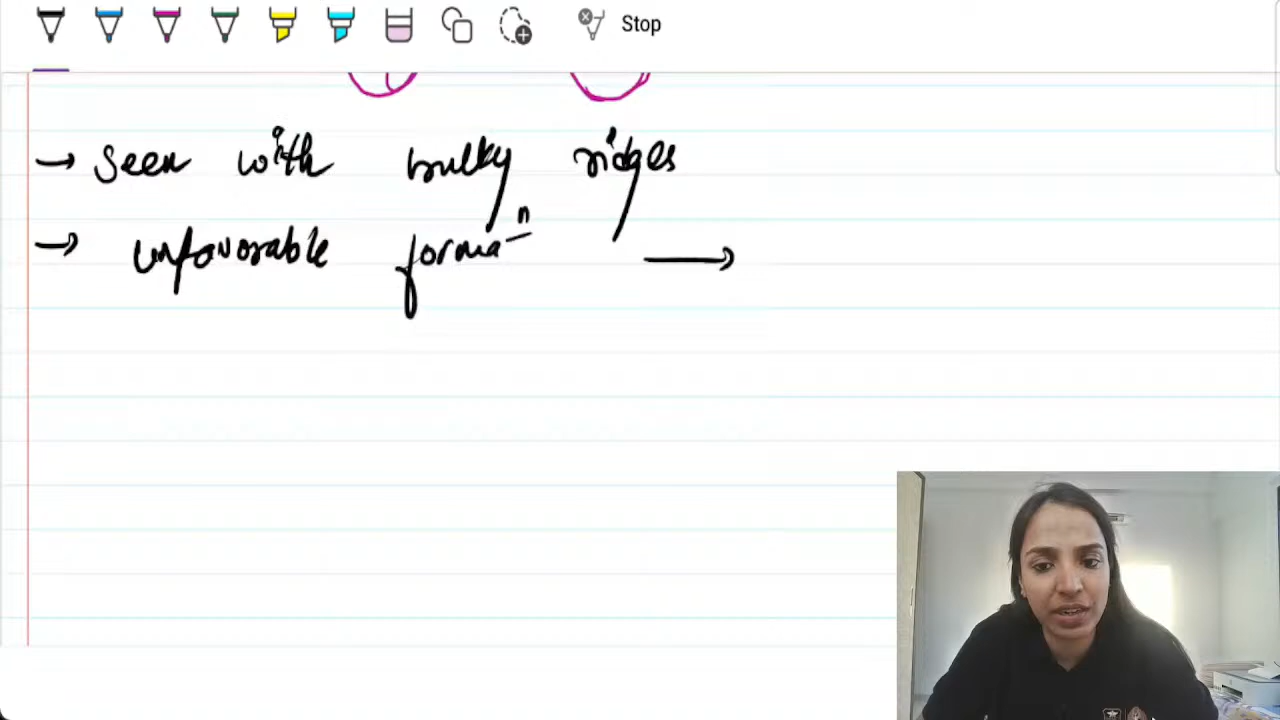 Stop
→ Seen with bulky ridges
→ unfavorable formaⁿ →